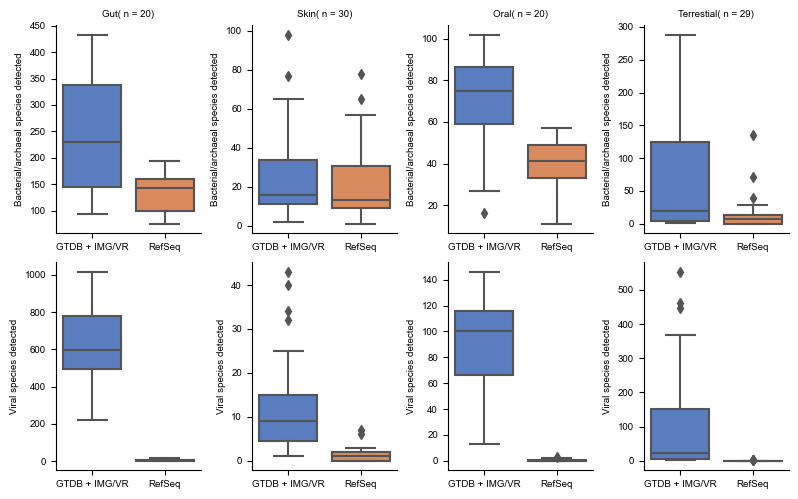 Gut( n = 20)
Skin( n = 30)
Oral( n = 20)
Terrestial( n = 29)
Bacterial/archaeal species detected
450
400
350
300
250
200
150
100
GTDB + IMG/VR
RefSeq
Bacterial/archaeal species detected
100
80
60
40
20
0
GTDB + IMG/VR
RefSeq
Bacterial/archaeal species detected
100
80
60
40
20
GTDB + IMG/VR
RefSeq
Bacterial/archaeal species detected
300
250
200
150
100
50
0
GTDB + IMG/VR
RefSeq
Viral species detected
1000
800
600
400
200
0
GTDB + IMG/VR
RefSeq
Viral species detected
40
30
20
10
0
GTDB + IMG/VR
RefSeq
Viral species detected
140
120
100
80
60
40
20
0
GTDB + IMG/VR
RefSeq
Viral species detected
500
400
300
200
100
0
GTDB + IMG/VR
RefSeq